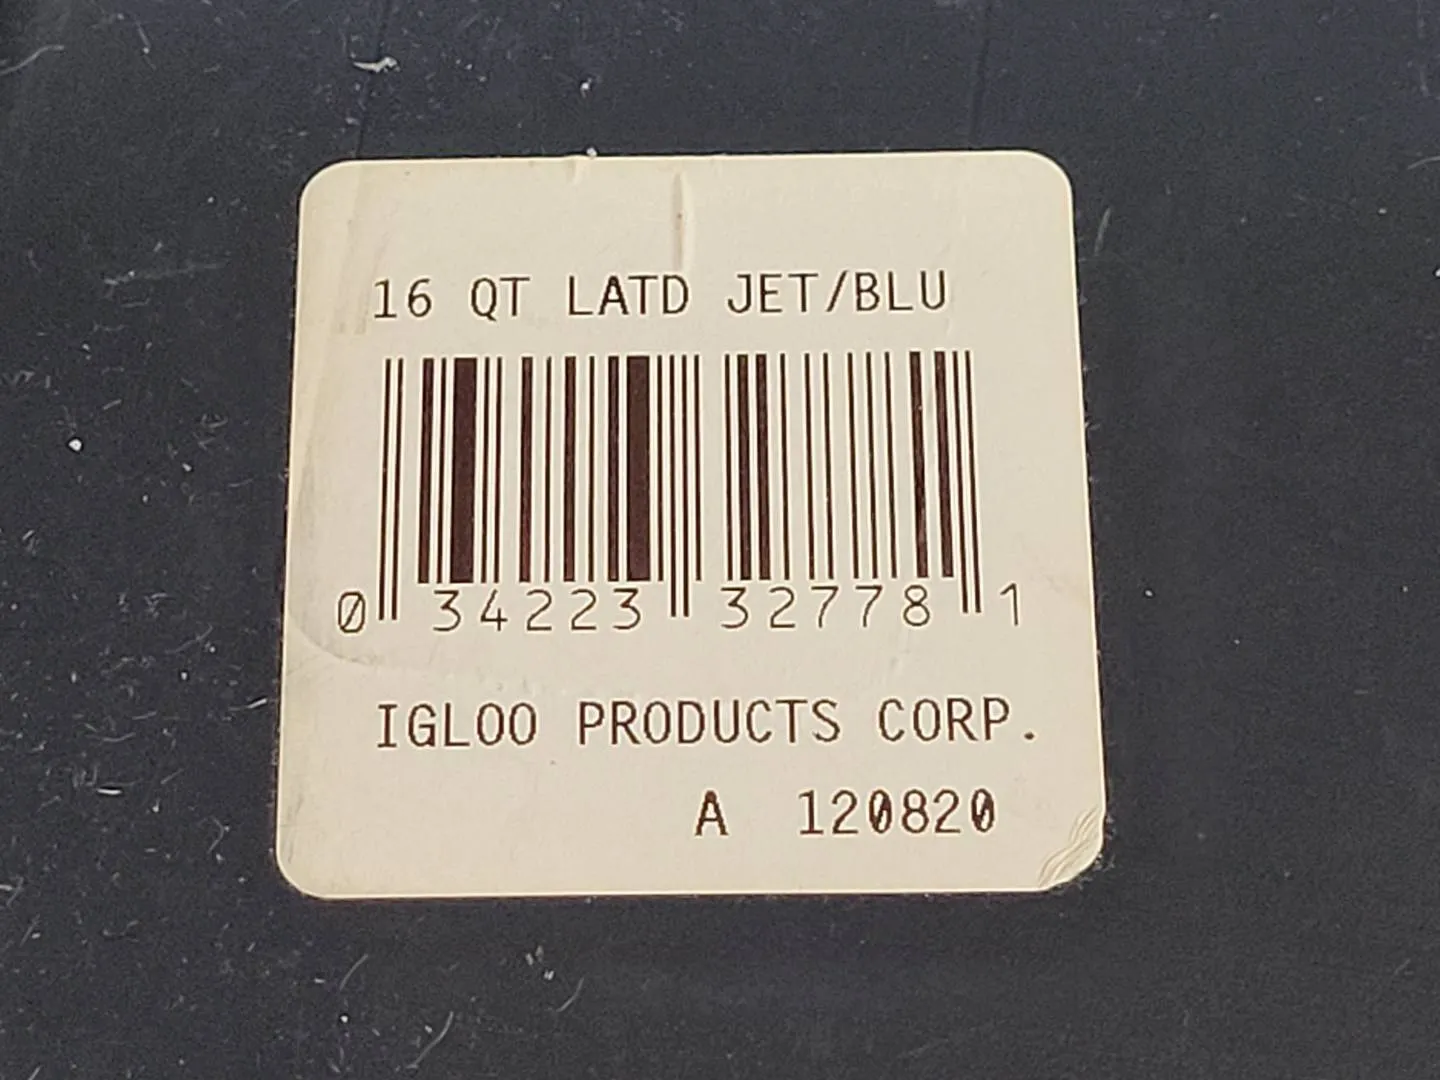 16 QT LATD JET/BLU
0 34223 32778 1
IGLOO PRODUCTS CORP.
A 120820